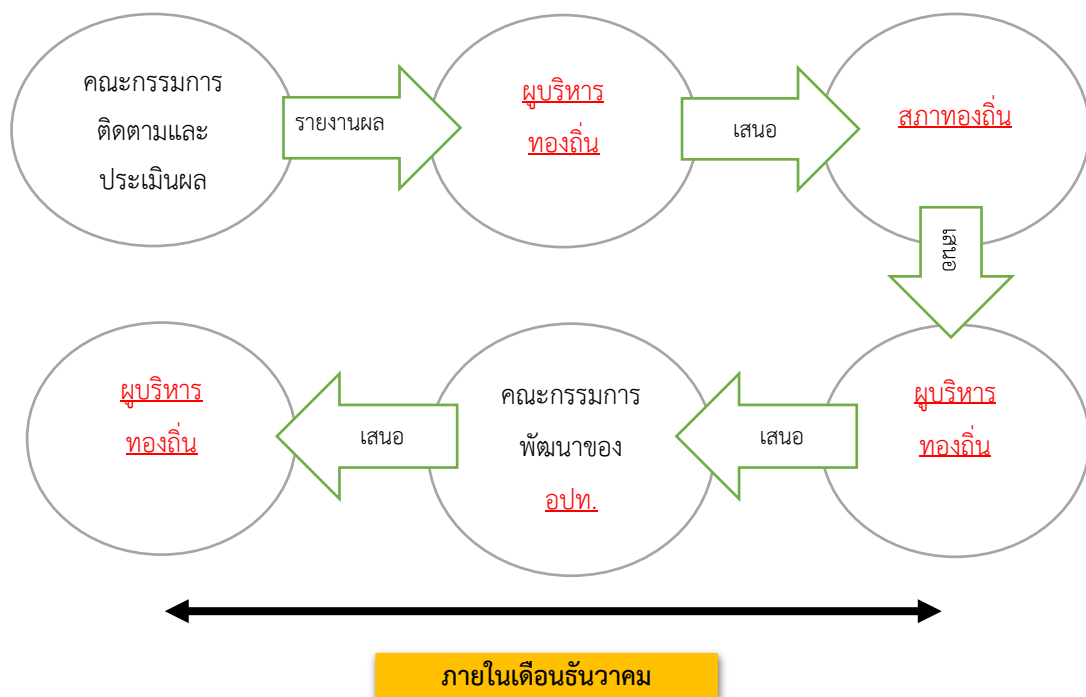 คณะกรรมการ
ติดตามและ
ประเมินผล
รายงานผล
ผูบริหาร
ทองถิ่น
เสนอ
สภาทองถิ่น
เสนอ
ผูบริหาร
ทองถิ่น
เสนอ
คณะกรรมการ
พัฒนาของ
อปท.
เสนอ
ผูบริหาร
ทองถิ่น
ภายในเดือนธันวาคม